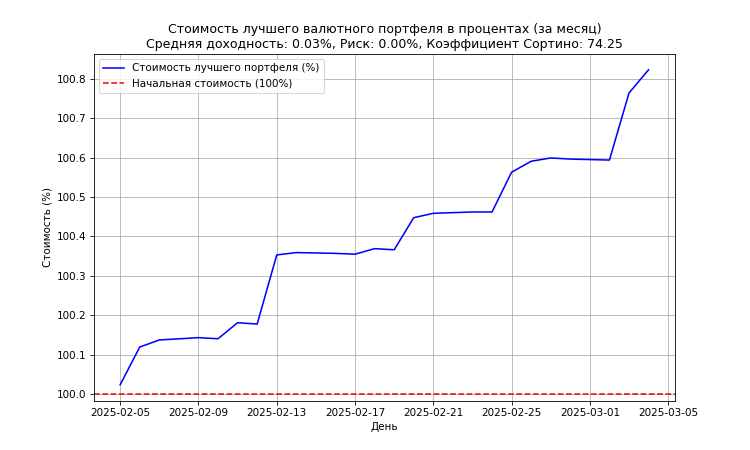 Стоимость лучшего валютного портфеля в процентах (за месяц)
Средняя доходность: 0.03%, Риск: 0.00%, Коэффициент Сортино: 74.25
Стоимость лучшего портфеля (%)
Начальная стоимость (100%)
Стоимость (%)
100.8
100.7
100.6
100.5
100.4
100.3
100.2
100.1
100.0
2025-02-05 2025-02-09 2025-02-13 2025-02-17 2025-02-21 2025-02-25 2025-03-01 2025-03-05
День